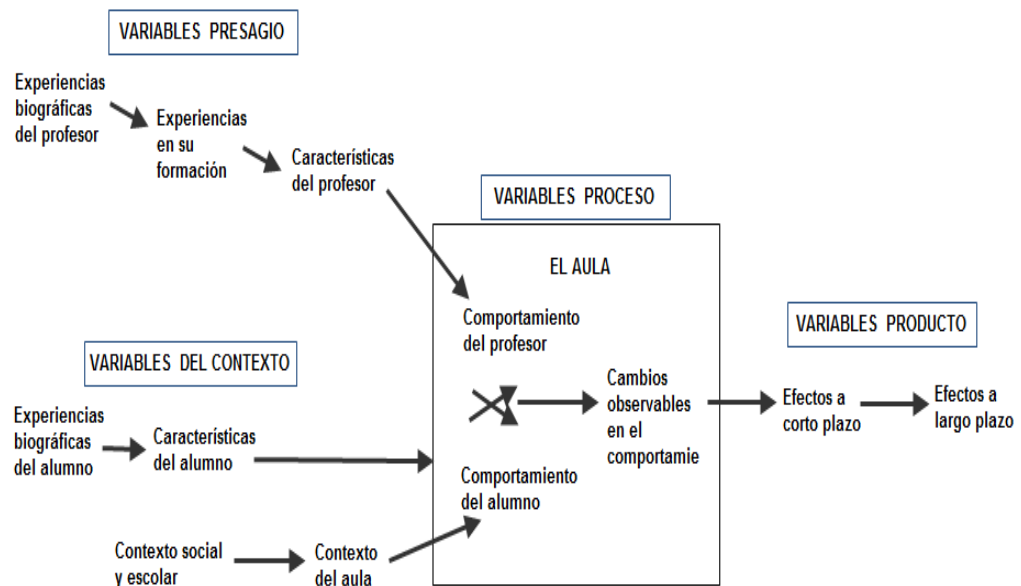 VARIABLES PRESAGIO
Experiencias
biográficas
del profesor
Experiencias
en su
formación
Características
del profesor
VARIABLES PROCESO
EL AULA
Comportamiento
del profesor
VARIABLES PRODUCTO
VARIABLES DEL CONTEXTO
Cambios
observables
en el
comportamie
Efectos a
corto plazo
Efectos a
largo plazo
Experiencias
biográficas
del alumno
Características
del alumno
Comportamiento
del alumno
Contexto social
y escolar
Contexto
del aula